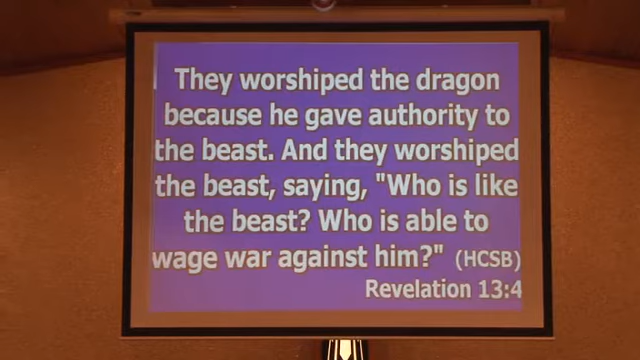 They worshiped the dragon
because he gave authority to
the beast. And they worshiped
the beast, saying, "Who is like
the beast? Who is able to
wage war against him?" (HCSB)
Revelation 13:4